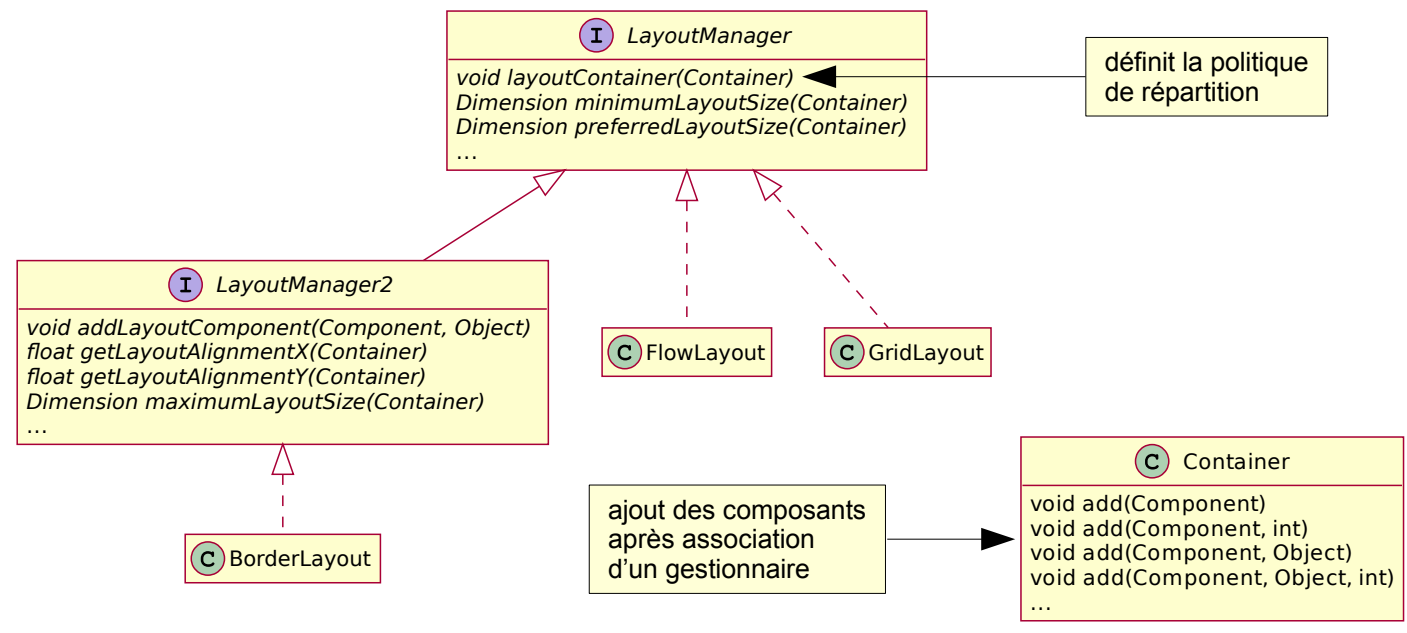 I LayoutManager
void layoutContainer(Container)
Dimension minimumLayoutSize(Container)
Dimension preferredLayoutSize(Container)
...
définit la politique
de répartition
I LayoutManager2
void addLayoutComponent(Component, Object)
float getLayoutAlignmentX(Container)
float getLayoutAlignmentY(Container)
Dimension maximumLayoutSize(Container)
...
C FlowLayout
C GridLayout
C BorderLayout
ajout des composants
après association
d'un gestionnaire
C Container
void add(Component)
void add(Component, int)
void add(Component, Object)
void add(Component, Object, int)
...